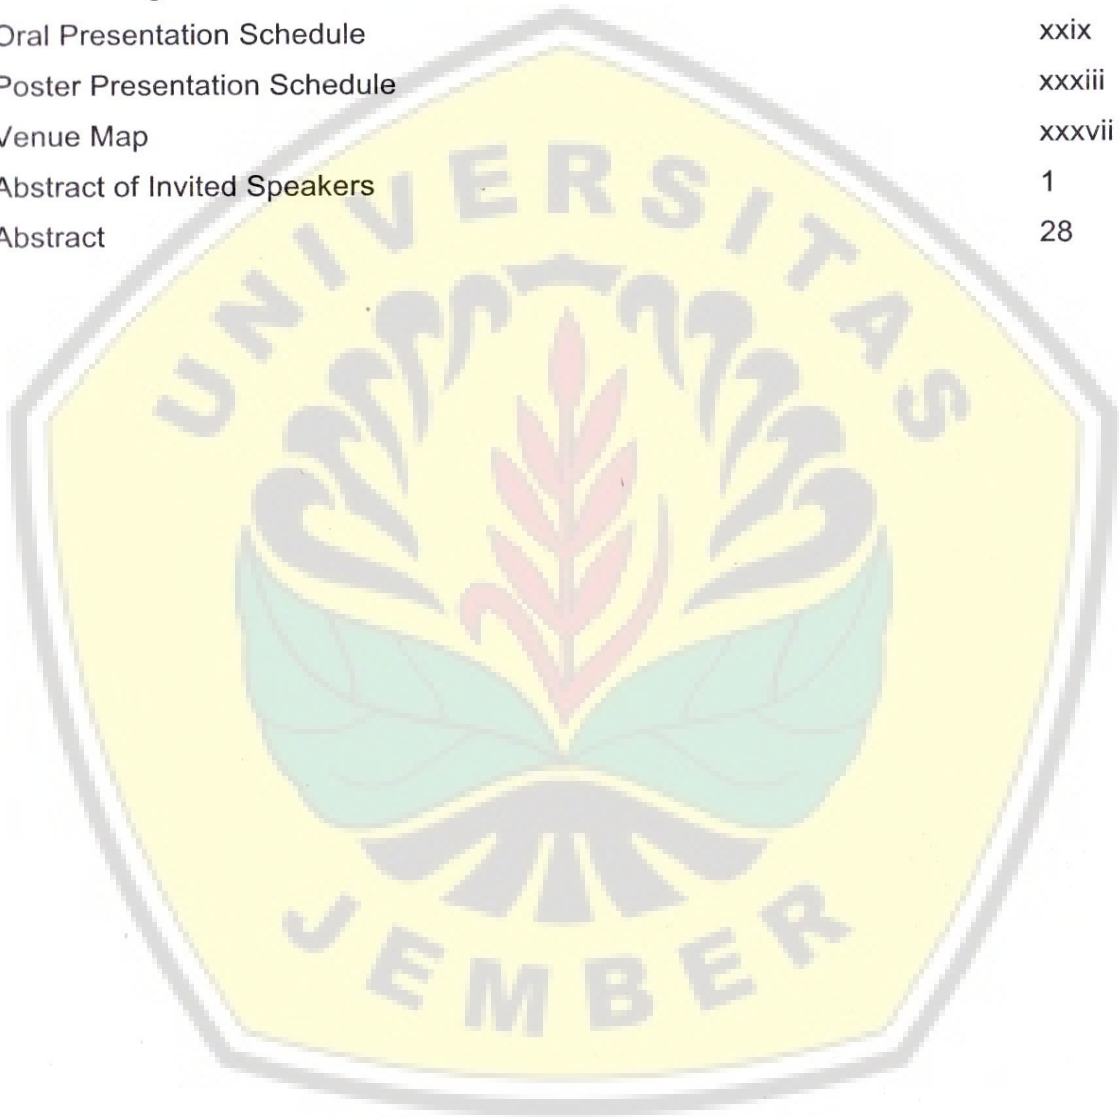 Oral Presentation Schedule xxix
Poster Presentation Schedule xxxiii
Venue Map xxxvii
Abstract of Invited Speakers 1
Abstract 28
UNIVERSITAS
JEMBER